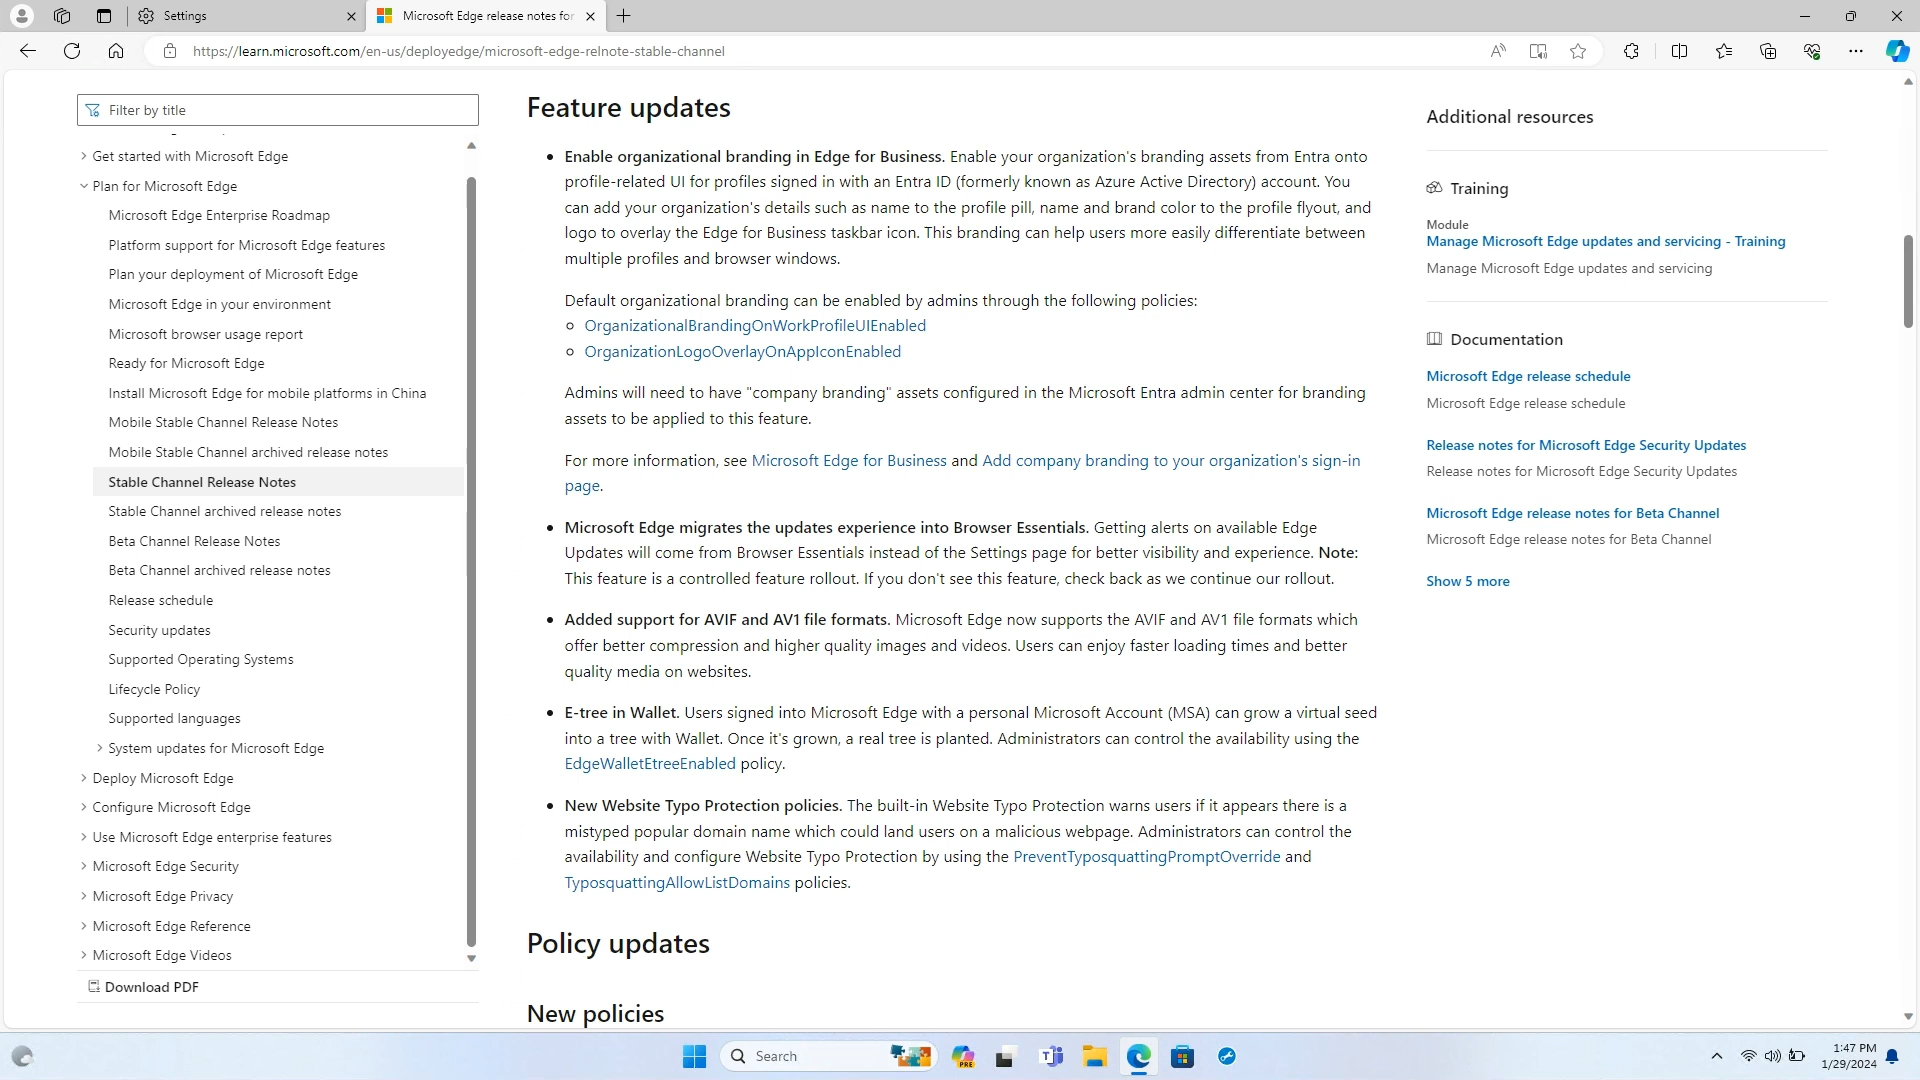 Settings
Microsoft Edge release notes for
https://learn.microsoft.com/en-us/deployedge/microsoft-edge-relnote-stable-channel
Filter by title
Get started with Microsoft Edge
Plan for Microsoft Edge
Microsoft Edge Enterprise Roadmap
Platform support for Microsoft Edge features
Plan your deployment of Microsoft Edge
Microsoft Edge in your environment
Microsoft browser usage report
Ready for Microsoft Edge
Install Microsoft Edge for mobile platforms in China
Mobile Stable Channel Release Notes
Mobile Stable Channel archived release notes
Stable Channel Release Notes
Stable Channel archived release notes
Beta Channel Release Notes
Beta Channel archived release notes
Release schedule
Security updates
Supported Operating Systems
Lifecycle Policy
Supported languages
System updates for Microsoft Edge
Deploy Microsoft Edge
Configure Microsoft Edge
Use Microsoft Edge enterprise features
Microsoft Edge Security
Microsoft Edge Privacy
Microsoft Edge Reference
Microsoft Edge Videos
Download PDF
Feature updates
• Enable organizational branding in Edge for Business. Enable your organization's branding assets from Entra onto
profile-related UI for profiles signed in with an Entra ID (formerly known as Azure Active Directory) account. You
can add your organization's details such as name to the profile pill, name and brand color to the profile flyout, and
logo to overlay the Edge for Business taskbar icon. This branding can help users more easily differentiate between
multiple profiles and browser windows.
Default organizational branding can be enabled by admins through the following policies:
OrganizationalBrandingOnWorkProfileUIEnabled
OrganizationLogoOverlayOnAppIconEnabled
Admins will need to have "company branding" assets configured in the Microsoft Entra admin center for branding
assets to be applied to this feature.
For more information, see Microsoft Edge for Business and Add company branding to your organization's sign-in
page.
• Microsoft Edge migrates the updates experience into Browser Essentials. Getting alerts on available Edge
Updates will come from Browser Essentials instead of the Settings page for better visibility and experience. Note:
This feature is a controlled feature rollout. If you don't see this feature, check back as we continue our rollout.
• Added support for AVIF and AV1 file formats. Microsoft Edge now supports the AVIF and AV1 file formats which
offer better compression and higher quality images and videos. Users can enjoy faster loading times and better
quality media on websites.
• E-tree in Wallet. Users signed into Microsoft Edge with a personal Microsoft Account (MSA) can grow a virtual seed
into a tree with Wallet. Once it's grown, a real tree is planted. Administrators can control the availability using the
EdgeWalletEtreeEnabled policy.
• New Website Typo Protection policies. The built-in Website Typo Protection warns users if it appears there is a
mistyped popular domain name which could land users on a malicious webpage. Administrators can control the
availability and configure Website Typo Protection by using the PreventTyposquattingPromptOverride and
TyposquattingAllowListDomains policies.
Policy updates
New policies
Additional resources
Training
Module
Manage Microsoft Edge updates and servicing - Training
Manage Microsoft Edge updates and servicing
Documentation
Microsoft Edge release schedule
Microsoft Edge release schedule
Release notes for Microsoft Edge Security Updates
Release notes for Microsoft Edge Security Updates
Microsoft Edge release notes for Beta Channel
Microsoft Edge release notes for Beta Channel
Show 5 more
Search
PRE
1:47 PM
1/29/2024